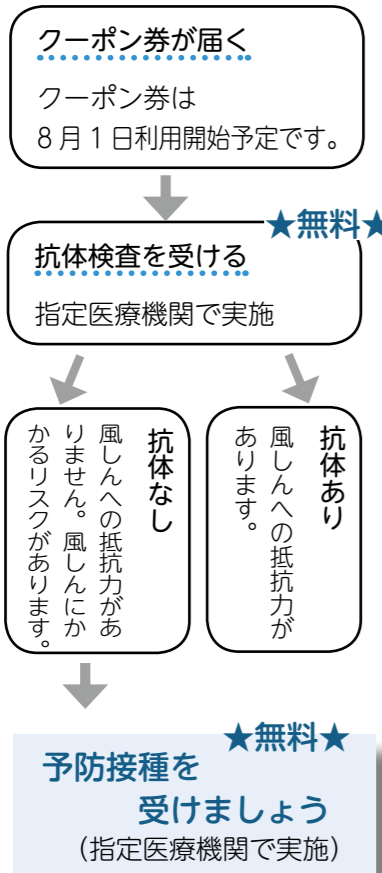 クーポン券が届く
クーポン券は
8月1日利用開始予定です。
★無料★
抗体検査を受ける
指定医療機関で実施
抗体あり
風しんへの抵抗力が
あります。
抗体なし
風しんへの抵抗力があ
りません。風しんにか
かるリスクがあります。
★無料★
予防接種を
受けましょう
（指定医療機関で実施）